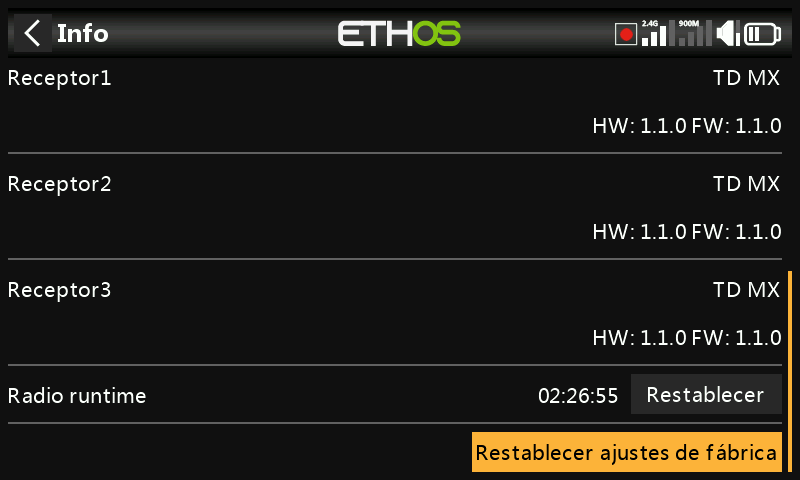 Info
ETHOS
2.4G
900M
Receptor1
TD MX
HW: 1.1.0 FW: 1.1.0
Receptor2
TD MX
HW: 1.1.0 FW: 1.1.0
Receptor3
TD MX
HW: 1.1.0 FW: 1.1.0
Radio runtime
02:26:55
Restablecer
Restablecer ajustes de fábrica